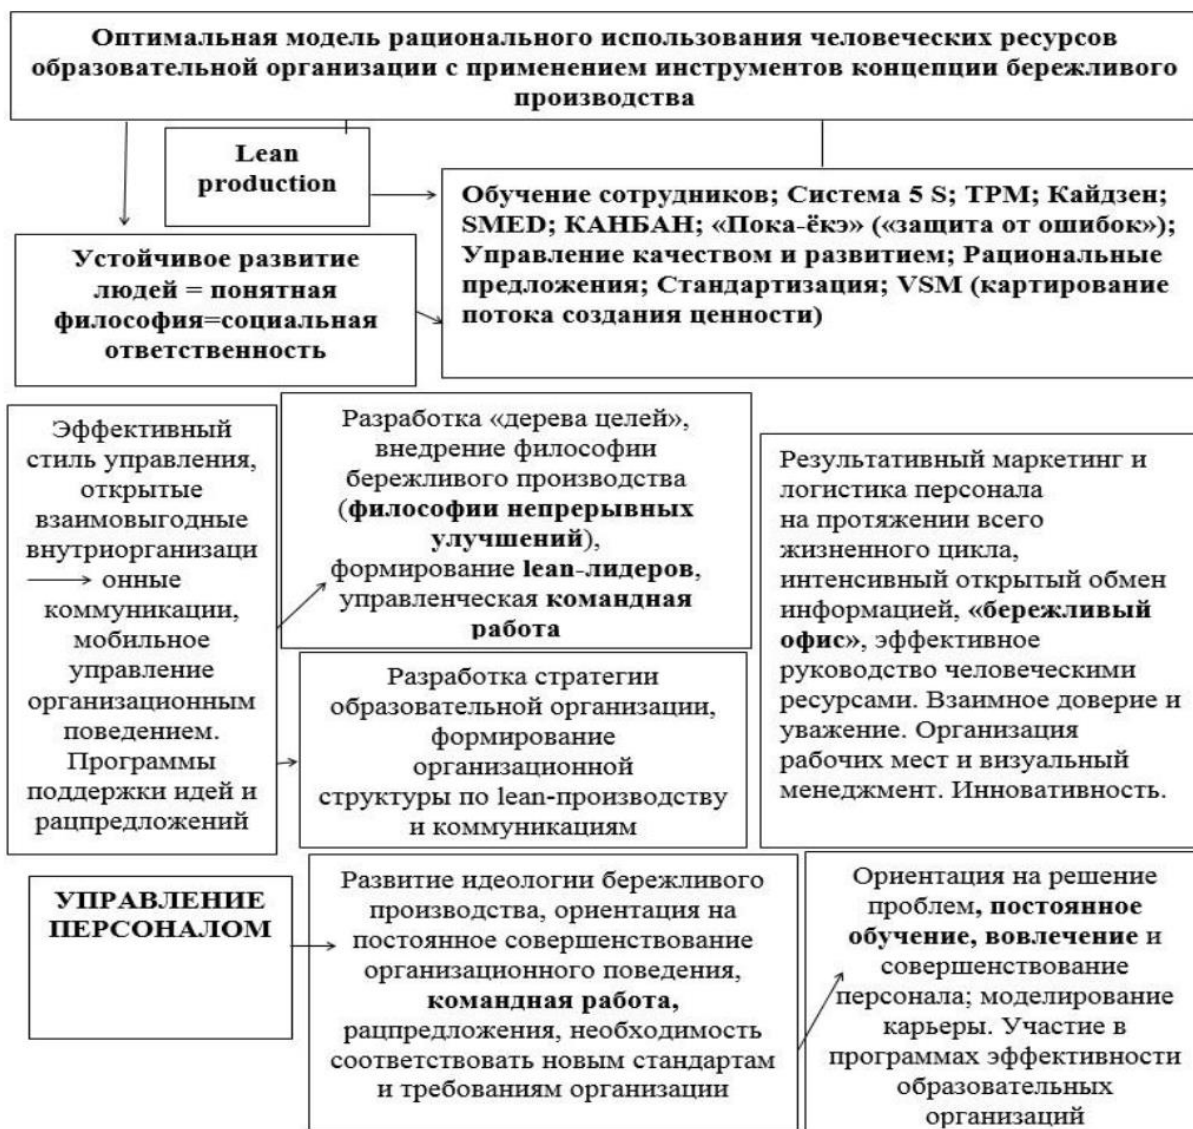 Оптимальная модель рационального использования человеческих ресурсов
образовательной организации с применением инструментов концепции бережливого
производства
Lean
production
Обучение сотрудников; Система 5 S; ТРМ; Кайдзен;
SMED; КАНБАН; «Пока-ёкэ» («защита от ошибок»);
Управление качеством и развитием; Рациональные
предложения; Стандартизация; VSM (картирование
потока создания ценности)
Устойчивое развитие
людей = понятная
философия=социальная
ответственность
Эффективный
стиль управления,
открытые
взаимовыгодные
внутриорганизаци
онные
коммуникации,
мобильное
управление
организационным
поведением.
Программы
поддержки идей и
рацпредложений
Разработка «дерева целей»,
внедрение философии
бережливого производства
(философии непрерывных
улучшений),
формирование lean-лидеров,
управленческая командная
работа
Результативный маркетинг и
логистика персонала
на протяжении всего
жизненного цикла,
интенсивный открытый обмен
информацией, «бережливый
офис», эффективное
руководство человеческими
ресурсами. Взаимное доверие и
уважение. Организация
рабочих мест и визуальный
менеджмент. Инновативность.
Разработка стратегии
образовательной организации,
формирование
организационной
структуры по lean-производству
и коммуникациям
УПРАВЛЕНИЕ
ПЕРСОНАЛОМ
Развитие идеологии бережливого
производства, ориентация на
постоянное совершенствование
организационного поведения,
командная работа,
рацпредложения, необходимость
соответствовать новым стандартам
и требованиям организации
Ориентация на решение
проблем, постоянное
обучение, вовлечение и
совершенствование
персонала; моделирование
карьеры. Участие в
программах эффективности
образовательных
организаций